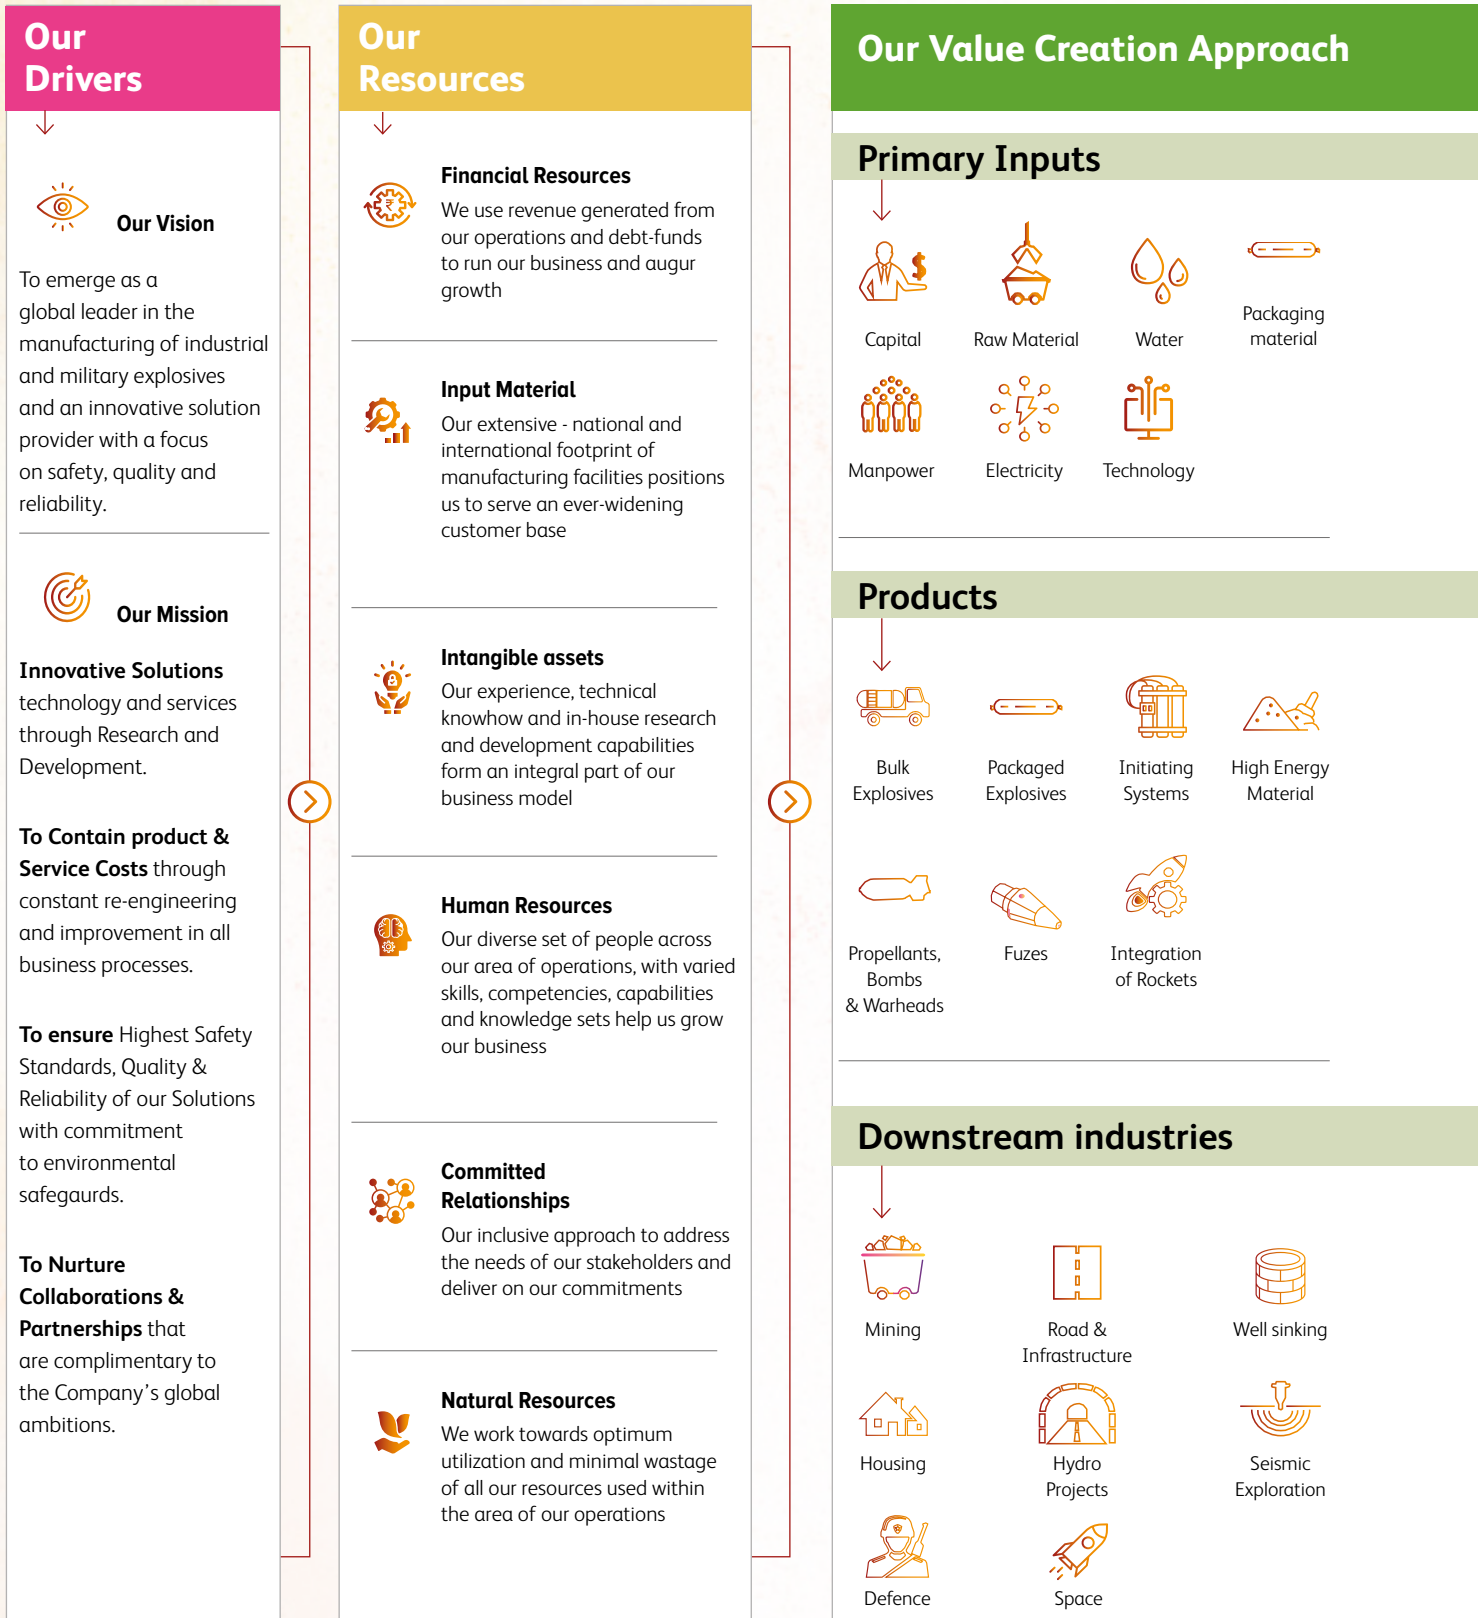 Our
Drivers
Our Vision
To emerge as a
global leader in the
manufacturing of industrial
and military explosives
and an innovative solution
provider with a focus
on safety, quality and
reliability.
Our Mission
Innovative Solutions
technology and services
through Research and
Development.
To Contain product &
Service Costs through
constant re-engineering
and improvement in all
business processes.
To ensure Highest Safety
Standards, Quality &
Reliability of our Solutions
with commitment
to environmental
safegaurds.
To Nurture
Collaborations &
Partnerships that
are complimentary to
the Company's global
ambitions.
Our
Resources
Financial Resources
We use revenue generated from
our operations and debt-funds
to run our business and augur
growth
Input Material
Our extensive - national and
international footprint of
manufacturing facilities positions
us to serve an ever-widening
customer base
Intangible assets
Our experience, technical
knowhow and in-house research
and development capabilities
form an integral part of our
business model
Human Resources
Our diverse set of people across
our area of operations, with varied
skills, competencies, capabilities
and knowledge sets help us grow
our business
Committed
Relationships
Our inclusive approach to address
the needs of our stakeholders and
deliver on our commitments
Natural Resources
We work towards optimum
utilization and minimal wastage
of all our resources used within
the area of our operations
Our Value Creation Approach
Primary Inputs
Capital
Raw Material
Water
Packaging
material
Manpower
Electricity
Technology
Products
Bulk
Explosives
Packaged
Explosives
Initiating
Systems
High Energy
Material
Propellants,
Bombs
& Warheads
Fuzes
Integration
of Rockets
Downstream industries
Mining
Road &
Infrastructure
Well sinking
Housing
Hydro
Projects
Seismic
Exploration
Defence
Space